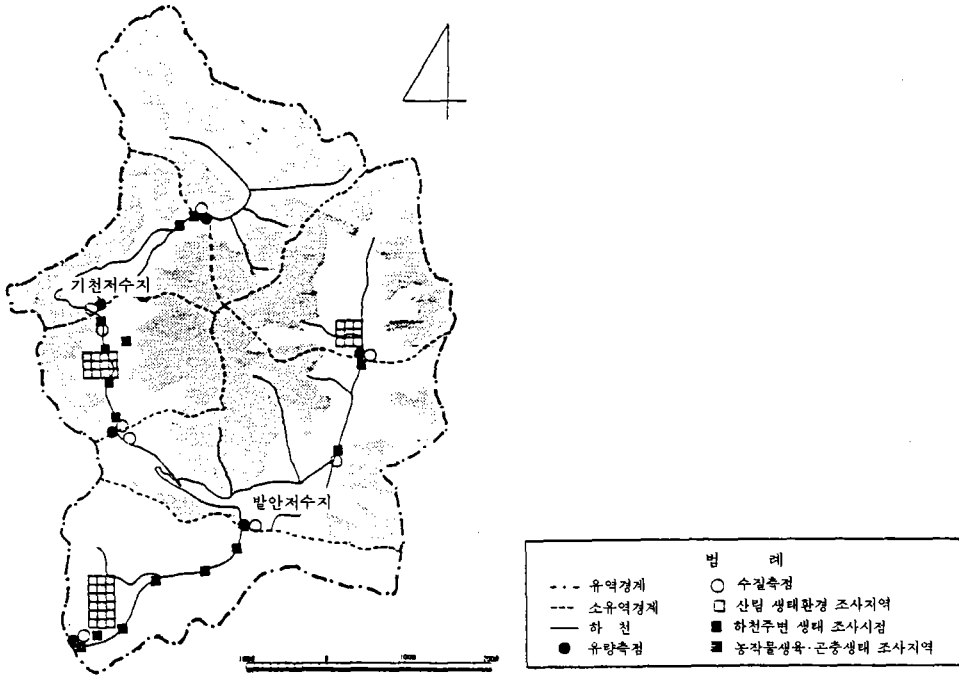 기천저수지
발안저수지
범 례
유역경계
소유역경계
하 천
유량측점
수질측점
산림 생태환경 조사지역
하천주변 생태 조사시점
농작물생육·곤충생태 조사지역